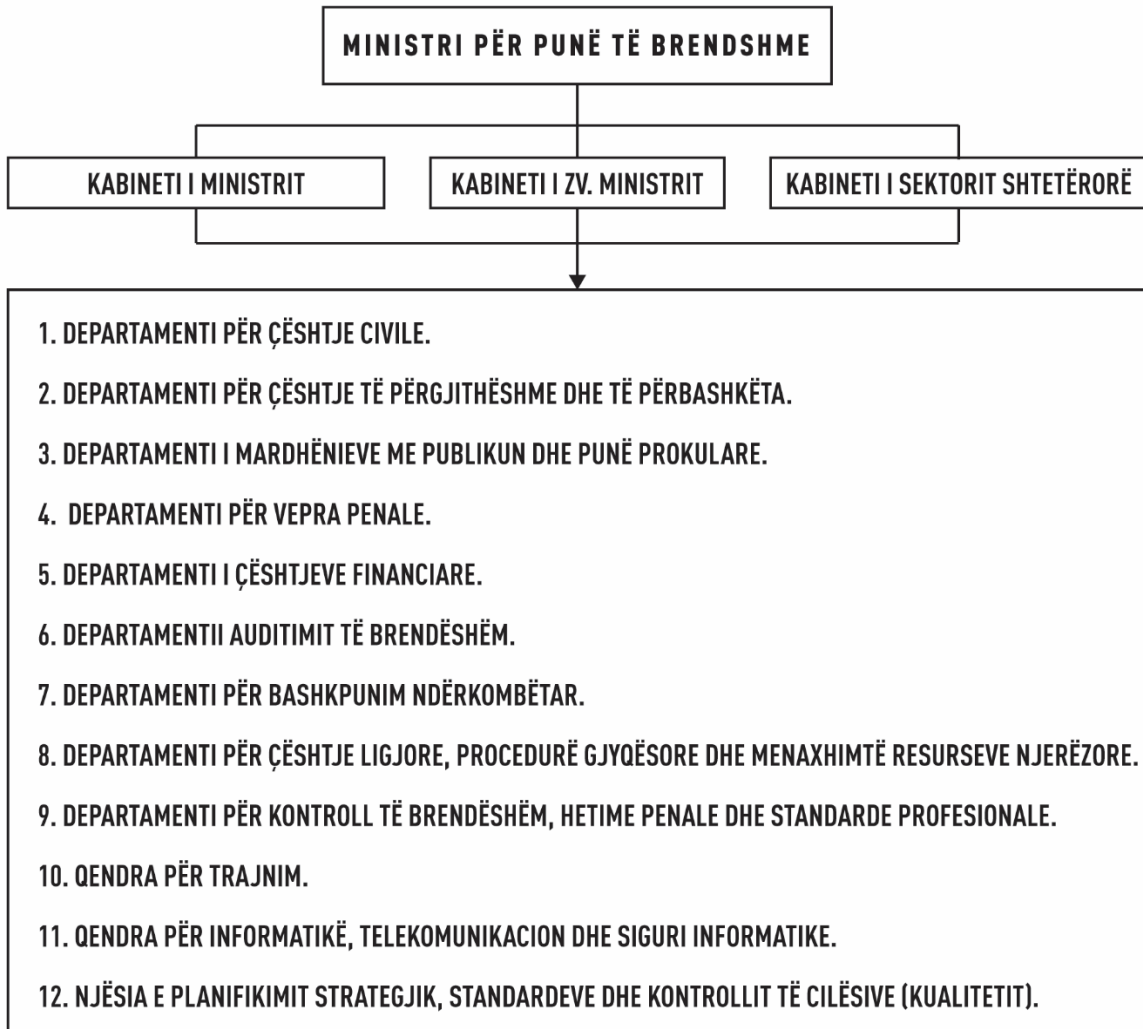 MINISTRI PËR PUNË TË BRENDSHME
KABINETI I MINISTRIT
KABINETI I ZV. MINISTRIT
KABINETI I SEKTORIT SHTETËRORË
1. DEPARTAMENTI PËR ÇËSHTJE CIVILE.
2. DEPARTAMENTI PËR ÇËSHTJE TË PËRGJITHËSHME DHE TË PËRBASHKËTA.
3. DEPARTAMENTI I MARDHËNIEVE ME PUBLIKUN DHE PUNË PROKULARE.
4. DEPARTAMENTI PËR VEPRA PENALE.
5. DEPARTAMENTI I ÇËSHTJEVE FINANCIARE.
6. DEPARTAMENTII AUDITIMIT TË BRENDËSHËM.
7. DEPARTAMENTI PËR BASHKPUNIM NDËRKOMBËTAR.
8. DEPARTAMENTI PËR ÇËSHTJE LIGJORE, PROCEDURË GJYQËSORE DHE MENAXHIMTË RESURSEVE NJERËZORE.
9. DEPARTAMENTI PËR KONTROLL TË BRENDËSHËM, HETIME PENALE DHE STANDARDE PROFESIONALE.
10. QENDRA PËR TRAJNIM.
11. QENDRA PËR INFORMATIKË, TELEKOMUNIKACION DHE SIGURI INFORMATIKE.
12. NJËSIA E PLANIFIKIMIT STRATEGJIK, STANDARDEVE DHE KONTROLLIT TË CILËSIVE (KUALITETIT).